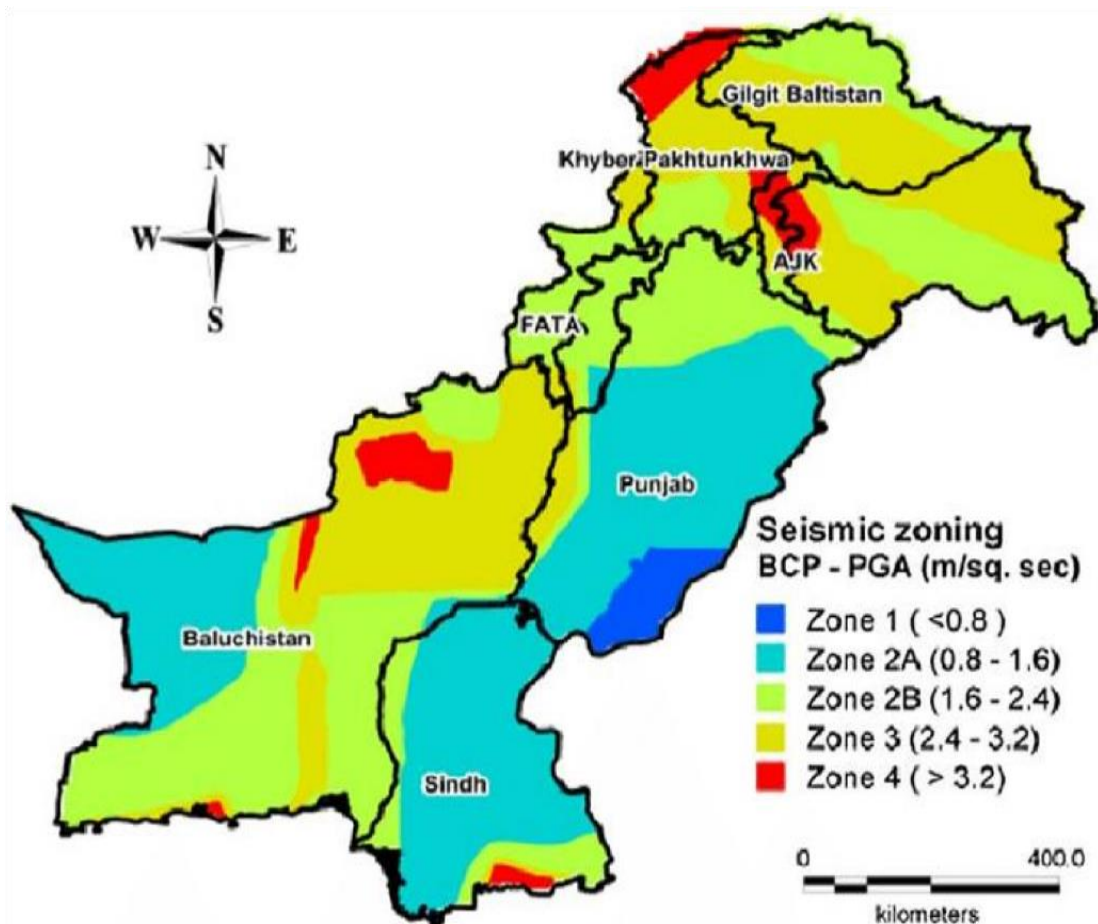 N
W E
S
Gilgit Baltistan
Khyber Pakhtunkhwa
AJK
FATA
Punjab
Baluchistan
Sindh
Seismic zoning
BCP - PGA (m/sq. sec)
Zone 1 ( <0.8 )
Zone 2A (0.8 - 1.6)
Zone 2B (1.6 - 2.4)
Zone 3 (2.4 - 3.2)
Zone 4 ( > 3.2)
0 400.0
kilometers